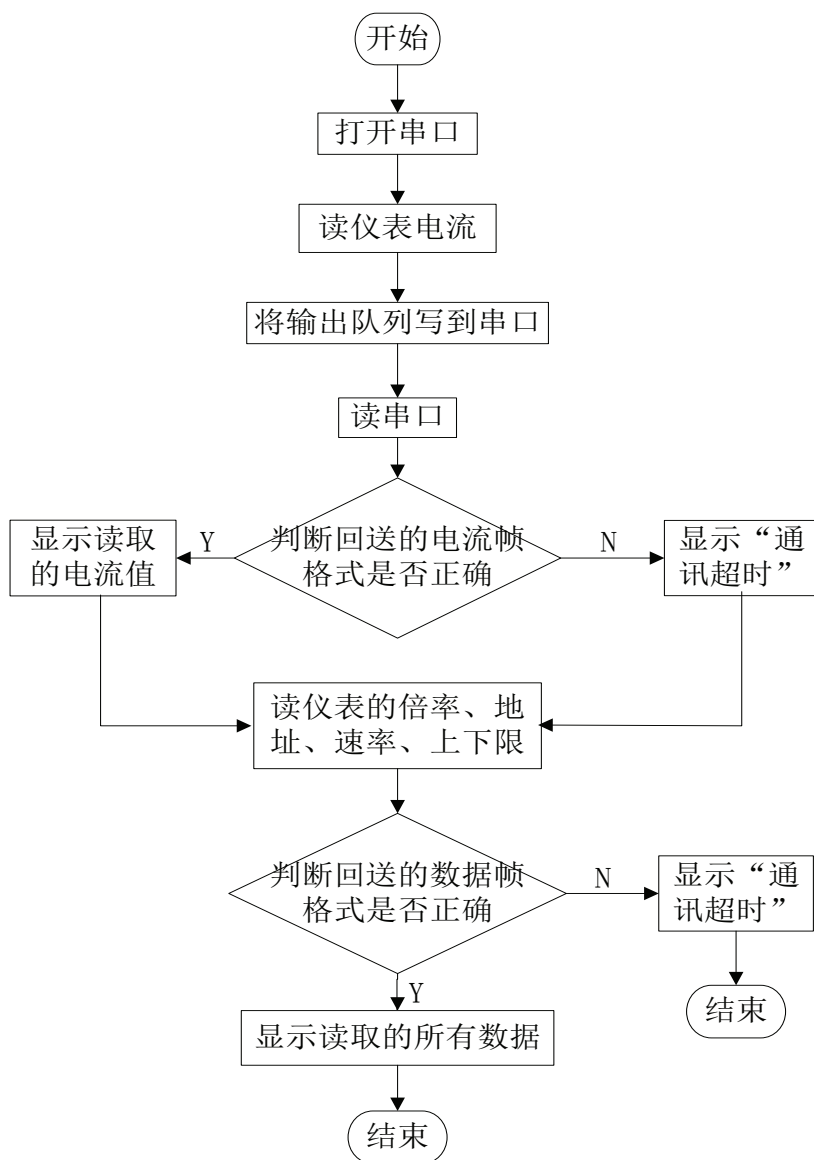 开始
打开串口
读仪表电流
将输出队列写到串口
读串口
判断回送的电流帧
格式是否正确
Y
N
显示读取
的电流值
显示“通
讯超时”
读仪表的倍率、地
址、速率、上下限
判断回送的数据帧
格式是否正确
N
显示“通
讯超时”
结束
Y
显示读取的所有数据
结束